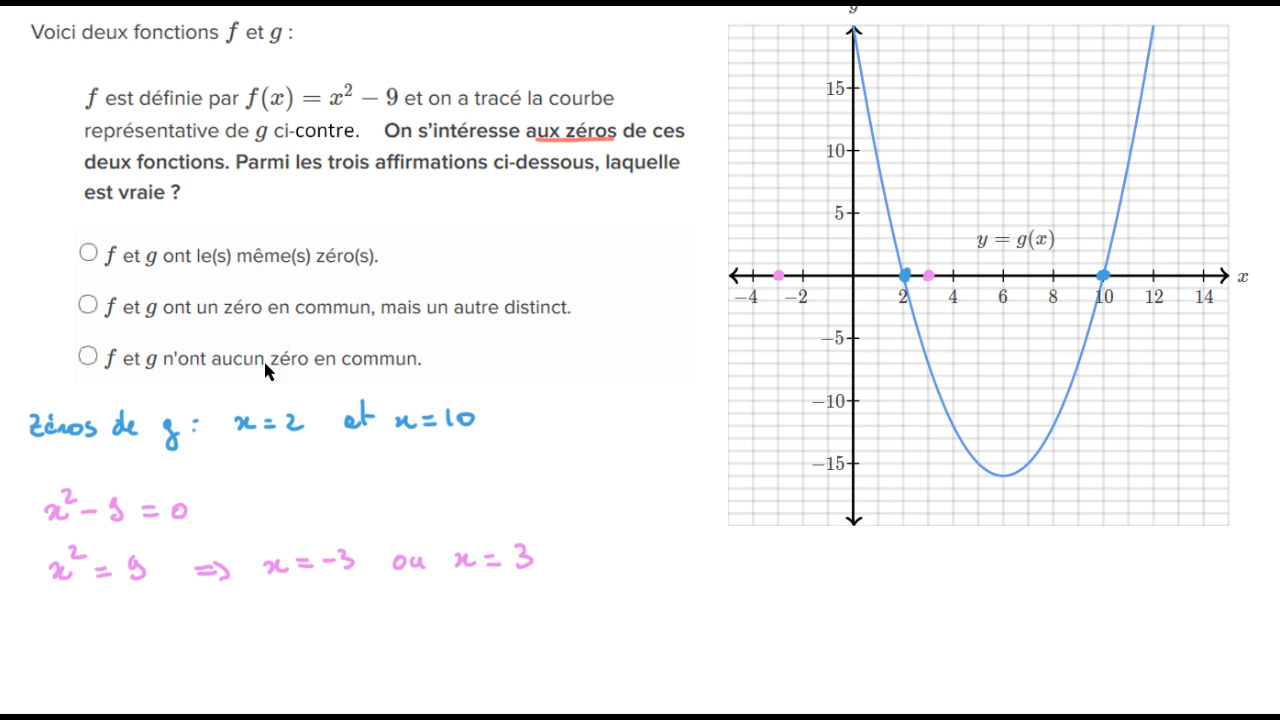 Voici deux fonctions f et g :
f est définie par f(x) = x² − 9 et on a tracé la courbe
représentative de g ci-contre. On s'intéresse aux zéros de ces
deux fonctions. Parmi les trois affirmations ci-dessous, laquelle
est vraie ?
f et g ont le(s) même(s) zéro(s).
f et g ont un zéro en commun, mais un autre distinct.
f et g n'ont aucun zéro en commun.
Zéros de g : x = 2 et x = 10
x² − 9 = 0
x² = 9 ⇒ x = −3 ou x = 3
y
15
10
5
y = g(x)
x
−4 −2 2 4 6 8 10 12 14
−5
−10
−15